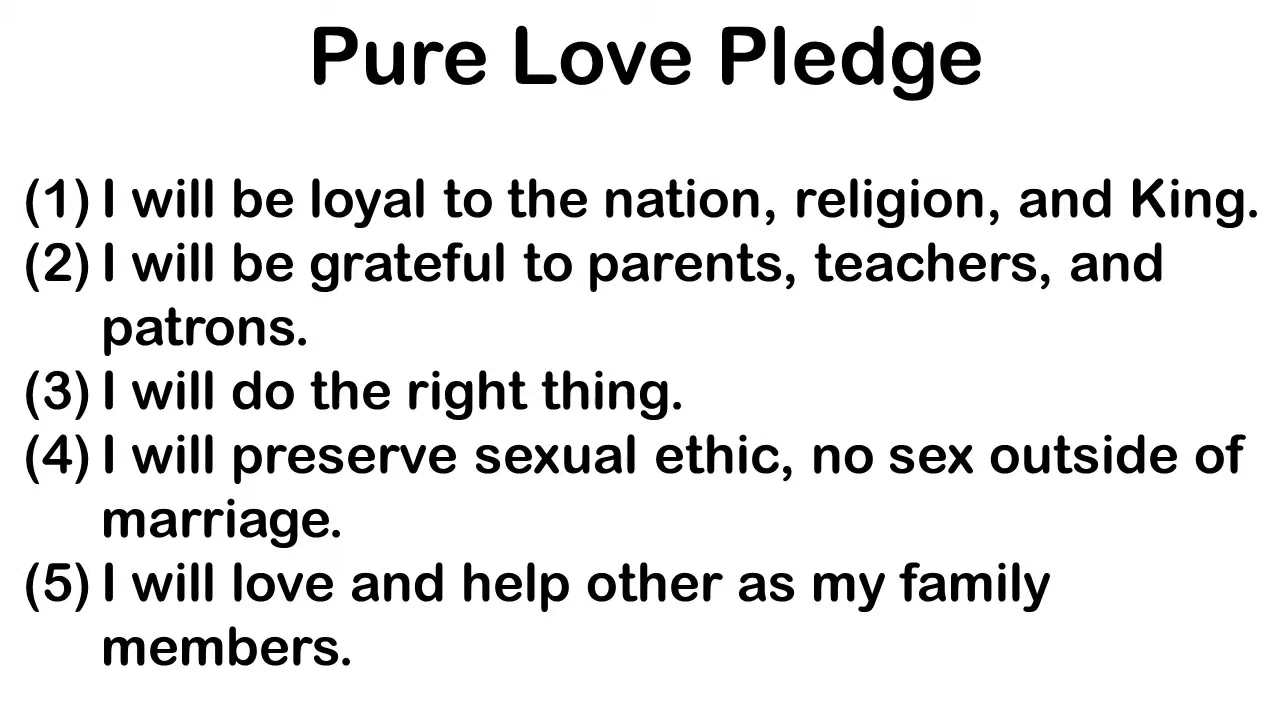 Pure Love Pledge
(1) I will be loyal to the nation, religion, and King.
(2) I will be grateful to parents, teachers, and
patrons.
(3) I will do the right thing.
(4) I will preserve sexual ethic, no sex outside of
marriage.
(5) I will love and help other as my family
members.